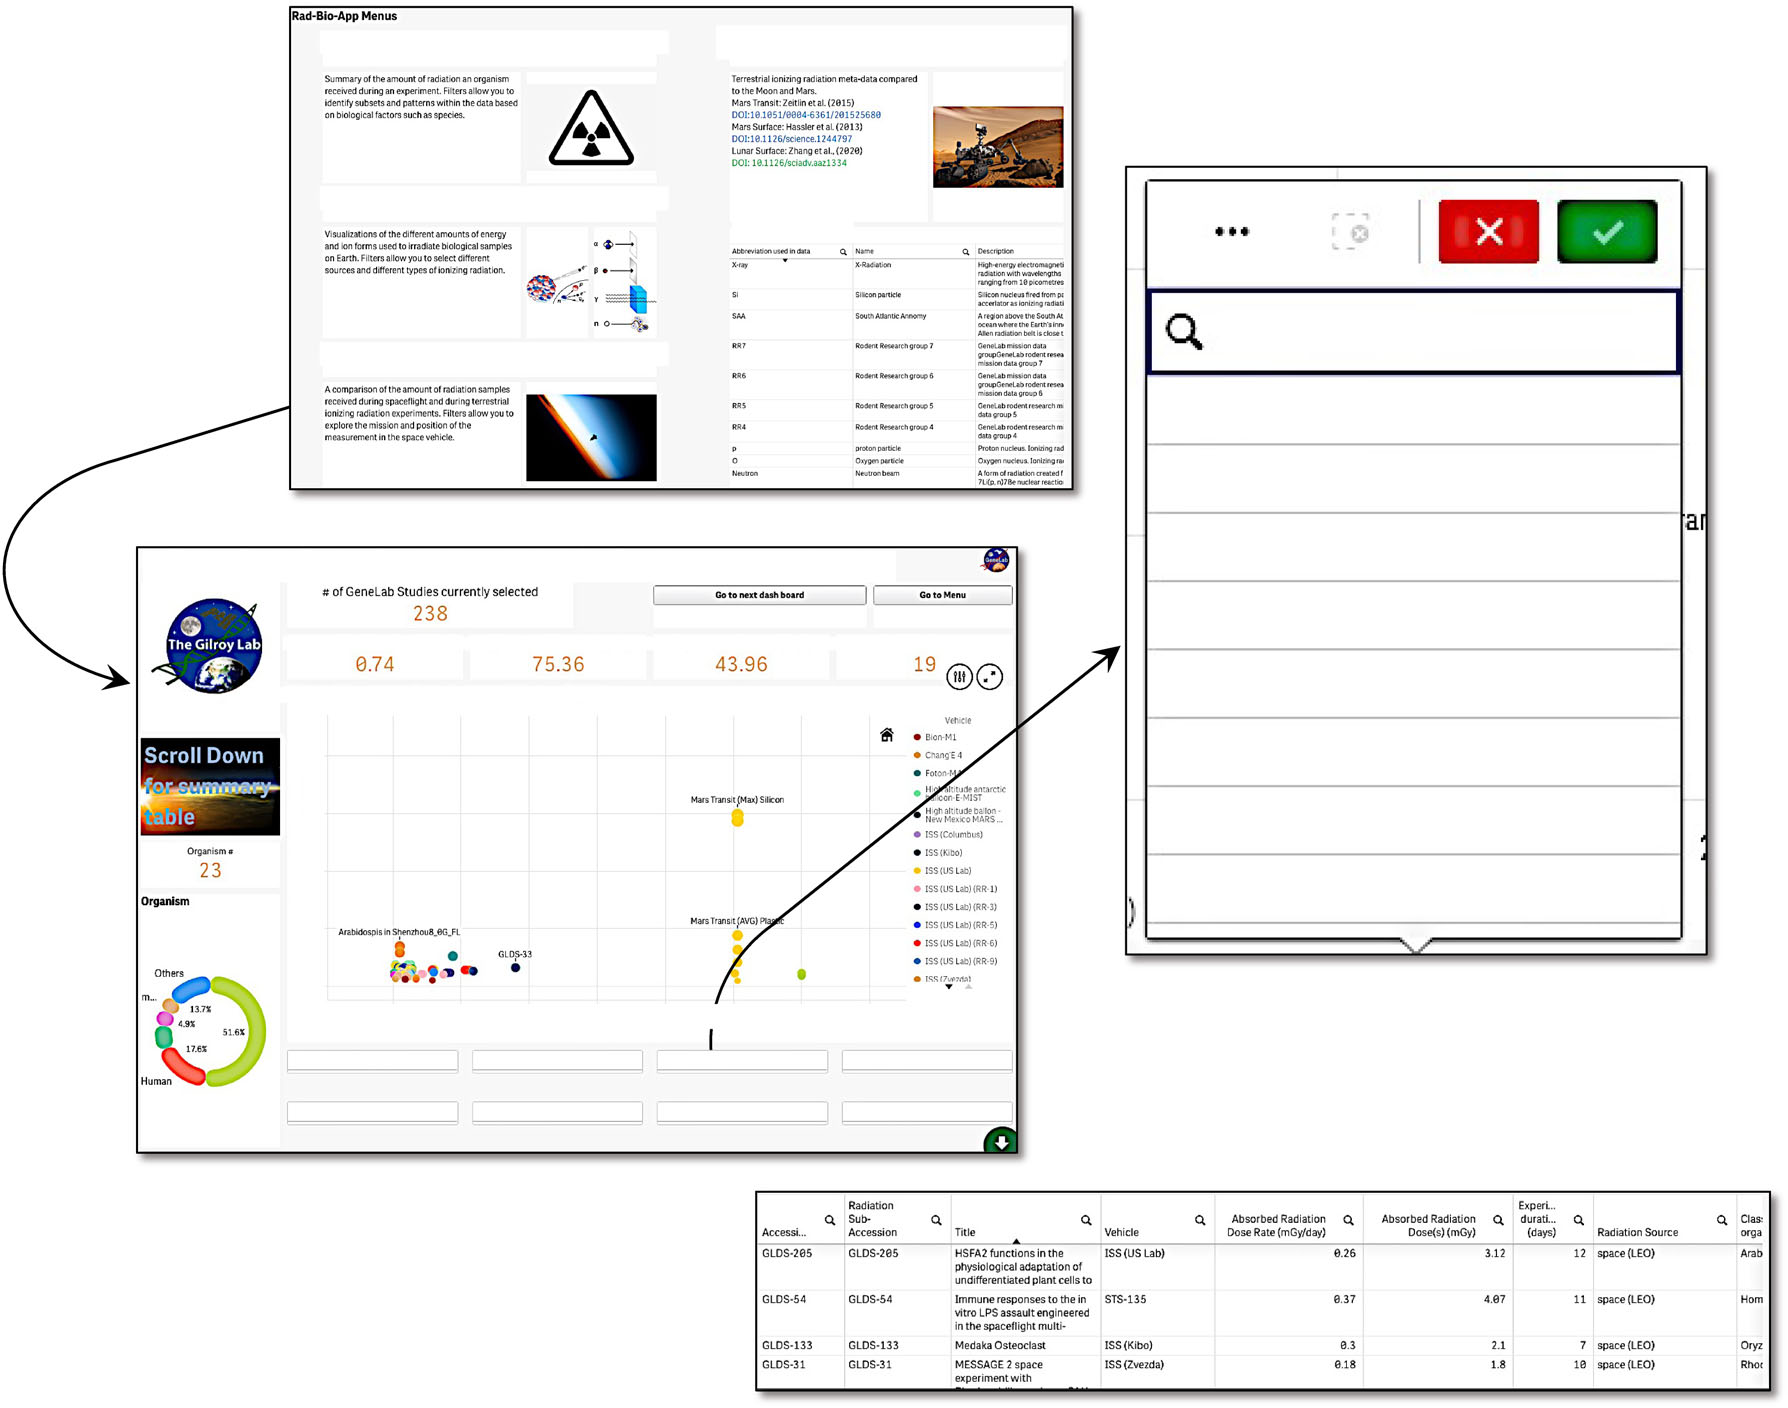 Rad-Bio-App Menus
Summary of the amount of radiation an organism
received during an experiment. Filters allow you to
identify subsets and patterns within the data based
on biological factors such as species.
Visualizations of the different amounts of energy
and ion forms used to irradiate biological samples
on Earth. Filters allow you to select different
sources and different types of ionizing radiation.
α
β
γ
n
A comparison of the amount of radiation samples
received during spaceflight and during terrestrial
ionizing radiation experiments. Filters allow you to
explore the mission and position of the
measurement in the space vehicle.
Terrestrial ionizing radiation meta-data compared
to the Moon and Mars.
Mars Transit: Zeitlin et al. (2015)
DOI:10.1051/0004-6361/201525680
Mars Surface: Hassler et al. (2013)
DOI:10.1126/science.1244797
Lunar Surface: Zhang et al., (2020)
DOI: 10.1126/sciadv.aaz1334
Abbreviation used in data Name Description
X-ray X-Radiation High-energy electromagneti
radiation with wavelengths
ranging from 10 picometres
Si Silicon particle Silicon nucleus fired from pa
accerlator as ionizing radiati
SAA South Atlantic Annomy A region above the South At
ocean where the Earth's inne
Allen radiation belt is close t
RR7 Rodent Research group 7 GeneLab mission data
groupGeneLab rodent resea
mission data group 7
RR6 Rodent Research group 6 GeneLab mission data
groupGeneLab rodent resea
mission data group 6
RR5 Rodent Research group 5 GeneLab rodent research m
data group 5
RR4 Rodent Research group 4 GeneLab rodent research m
data group 4
p proton particle Proton nucleus. Ionizing rad
O Oxygen particle Oxygen nucleus. Ionizing ra
Neutron Neutron beam A form of radiation created f
7Li(p, n)7Be nuclear reactio
GeneLab
The Gilroy Lab
# of GeneLab Studies currently selected
238
Go to next dash board
Go to Menu
0.74 75.36 43.96 19
Scroll Down
for summary
table
Organism #
23
Organism
Others
m...
13.7%
4.9%
51.6%
17.6%
Human
Mars Transit (Max) Silicon
Mars Transit (AVG) Plastic
Arabidospis in Shenzhou8_0G_FL
GLDS-33
Vehicle
Bion-M1
Chang'E 4
Foton-M4
High altitude antarctic
balloon-E-MIST
High altitude ballon -
New Mexico MARS ...
ISS (Columbus)
ISS (Kibo)
ISS (US Lab)
ISS (US Lab) (RR-1)
ISS (US Lab) (RR-3)
ISS (US Lab) (RR-5)
ISS (US Lab) (RR-6)
ISS (US Lab) (RR-9)
ISS (Zvezda)
Accessi... Radiation Sub-Accession Title Vehicle Absorbed Radiation Dose Rate (mGy/day) Absorbed Radiation Dose(s) (mGy) Experi... durati... (days) Radiation Source Clas orga
GLDS-205 GLDS-205 HSFA2 functions in the ISS (US Lab) 0.26 3.12 12 space (LEO) Arab
physiological adaptation of
undifferentiated plant cells to
GLDS-54 GLDS-54 Immune responses to the in STS-135 0.37 4.07 11 space (LEO) Hom
vitro LPS assault engineered
in the spaceflight multi-
GLDS-133 GLDS-133 Medaka Osteoclast ISS (Kibo) 0.3 2.1 7 space (LEO) Oryz
GLDS-31 GLDS-31 MESSAGE 2 space ISS (Zvezda) 0.18 1.8 10 space (LEO) Rhoc
experiment with